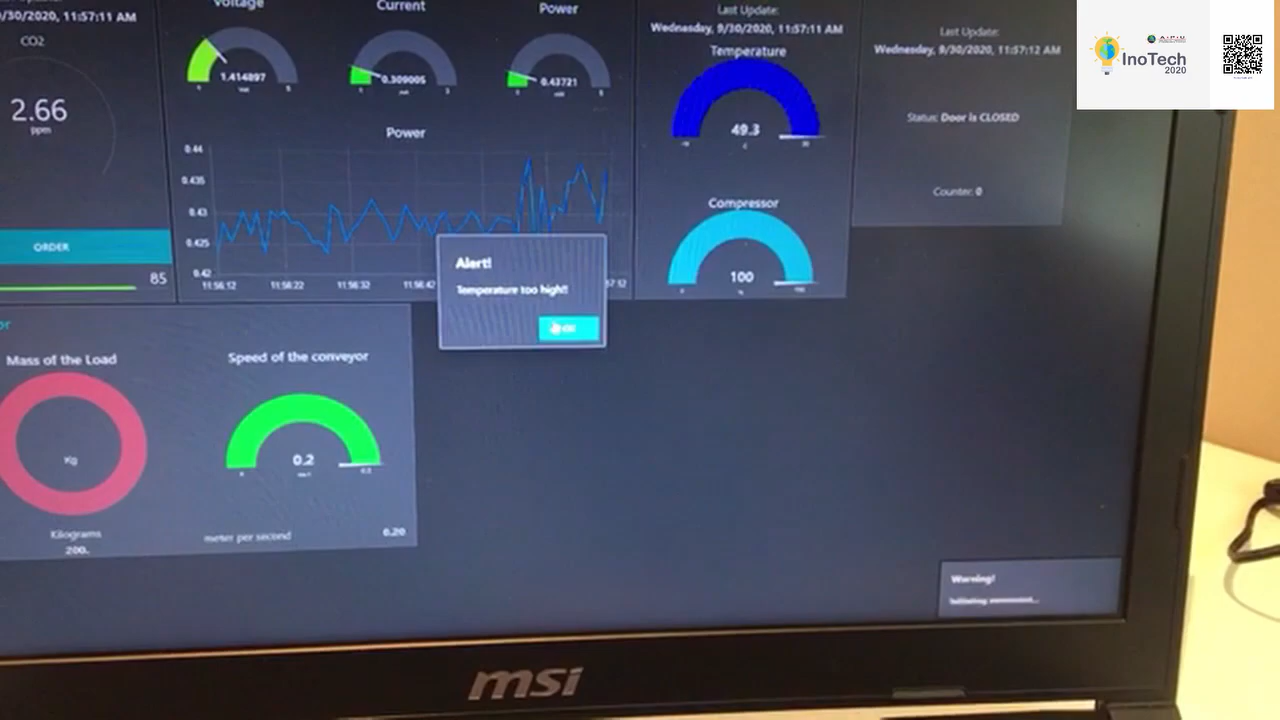 /30/2020, 11:57:11 AM
CO2
2.66
ppm
ORDER
85
Voltage
1.414897
Current
0.309005
Power
0.43721
Power
0.44
0.435
0.43
0.425
0.42
11:56:12
11:56:22
11:56:32
11:56:42
57:12
Last Update:
Wednesday, 9/30/2020, 11:57:11 AM
Temperature
49.3
Compressor
100
Last Update:
Wednesday, 9/30/2020, 11:57:12 AM
Status: Door is CLOSED
Counter: 0
Alert!
Temperature too high!!
or
Mass of the Load
Kg
Kilograms
200.
Speed of the conveyor
0.2
meter per second
0.20
Warning!
msi
InoTech
2020